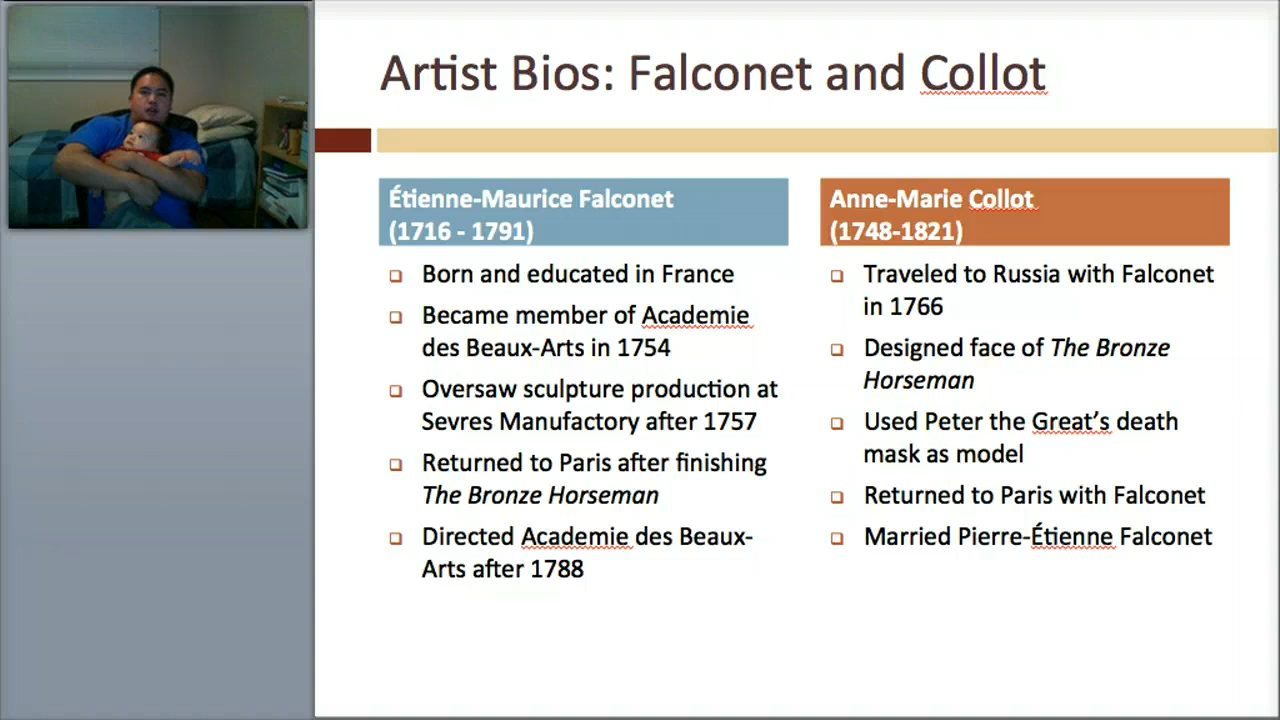 Artist Bios: Falconet and Collot
Étienne-Maurice Falconet
(1716 - 1791)
Born and educated in France
Became member of Academie
des Beaux-Arts in 1754
Oversaw sculpture production at
Sevres Manufactory after 1757
Returned to Paris after finishing
The Bronze Horseman
Directed Academie des Beaux-
Arts after 1788
Anne-Marie Collot
(1748-1821)
Traveled to Russia with Falconet
in 1766
Designed face of The Bronze
Horseman
Used Peter the Great’s death
mask as model
Returned to Paris with Falconet
Married Pierre-Étienne Falconet